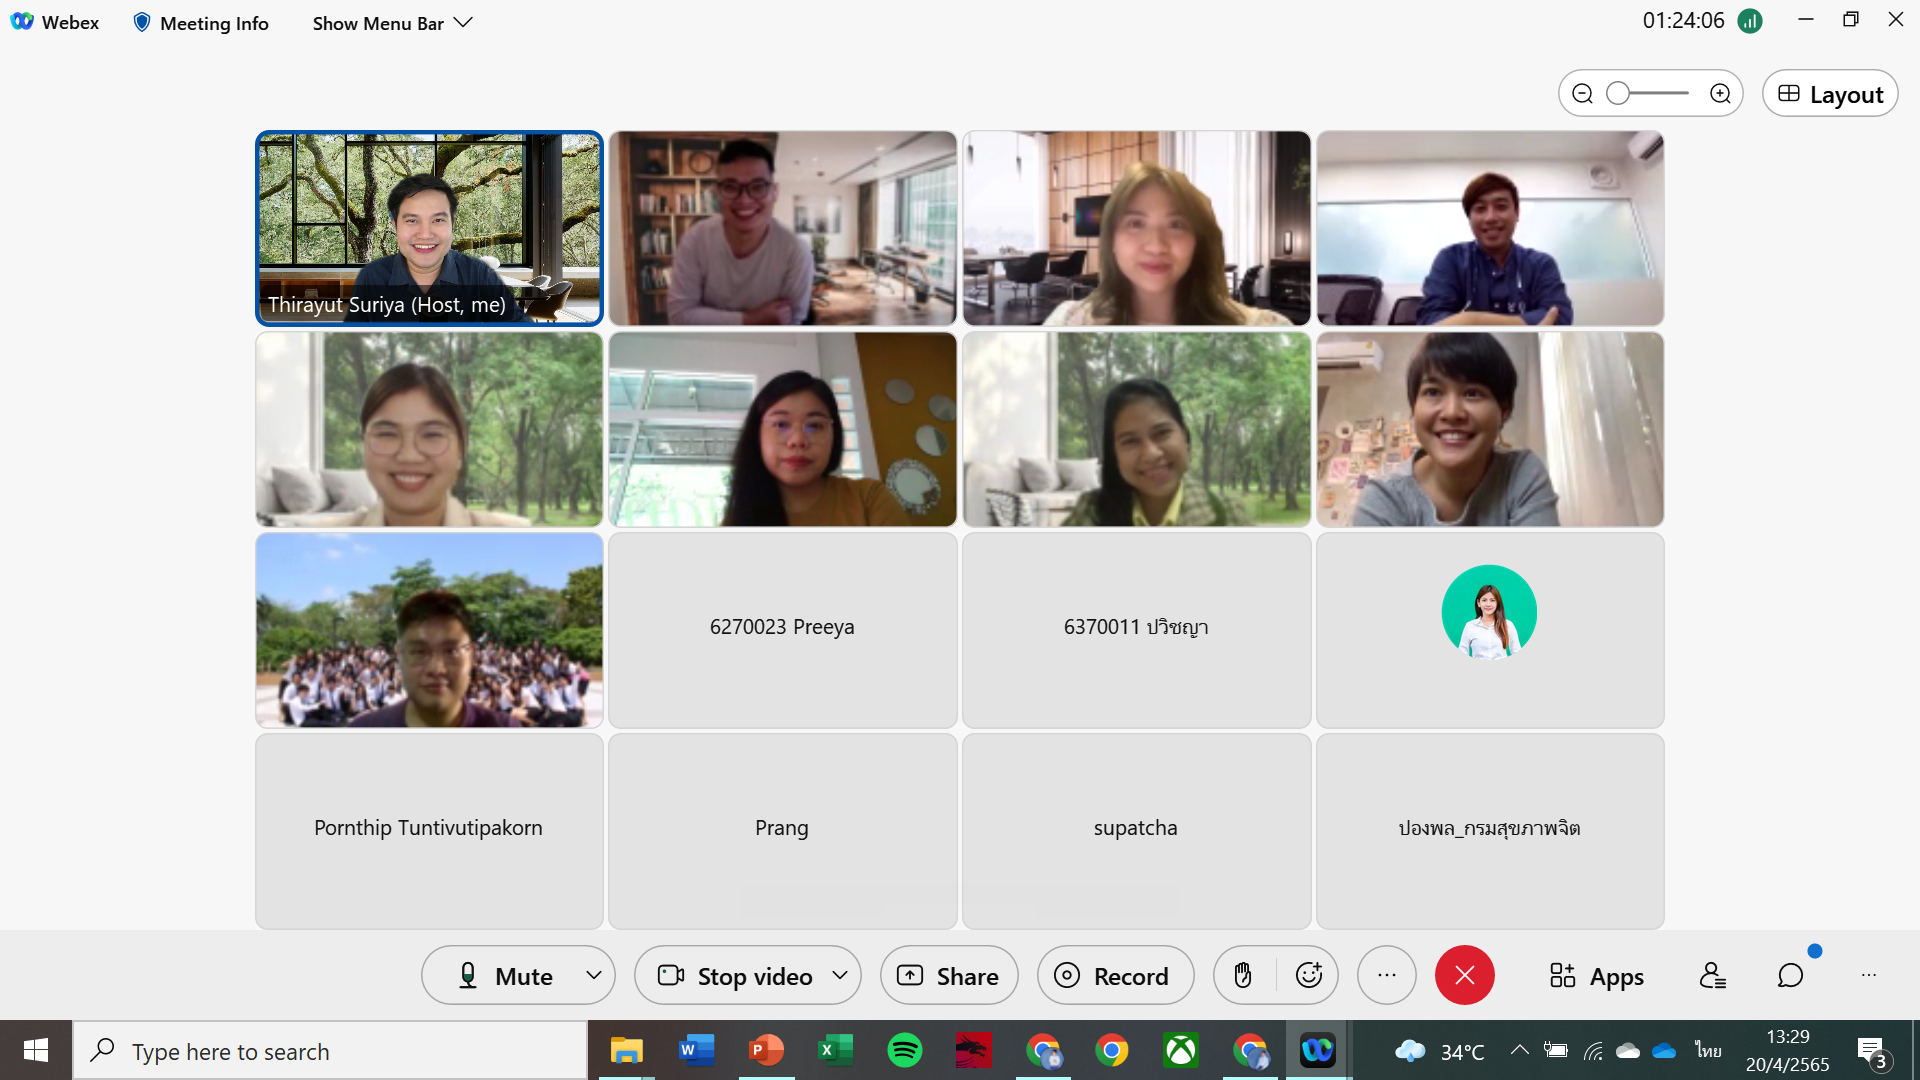 Webex
Meeting Info
Show Menu Bar
01:24:06
Layout
Thirayut Suriya (Host, me)
6270023 Preeya
6370011 ปวิชญา
Pornthip Tuntivutipakorn
Prang
supatcha
ปองพล_กรมสุขภาพจิต
Mute
Stop video
Share
Record
Apps
Type here to search
W
P
X
34°C
ไทย
13:29
20/4/2565
3